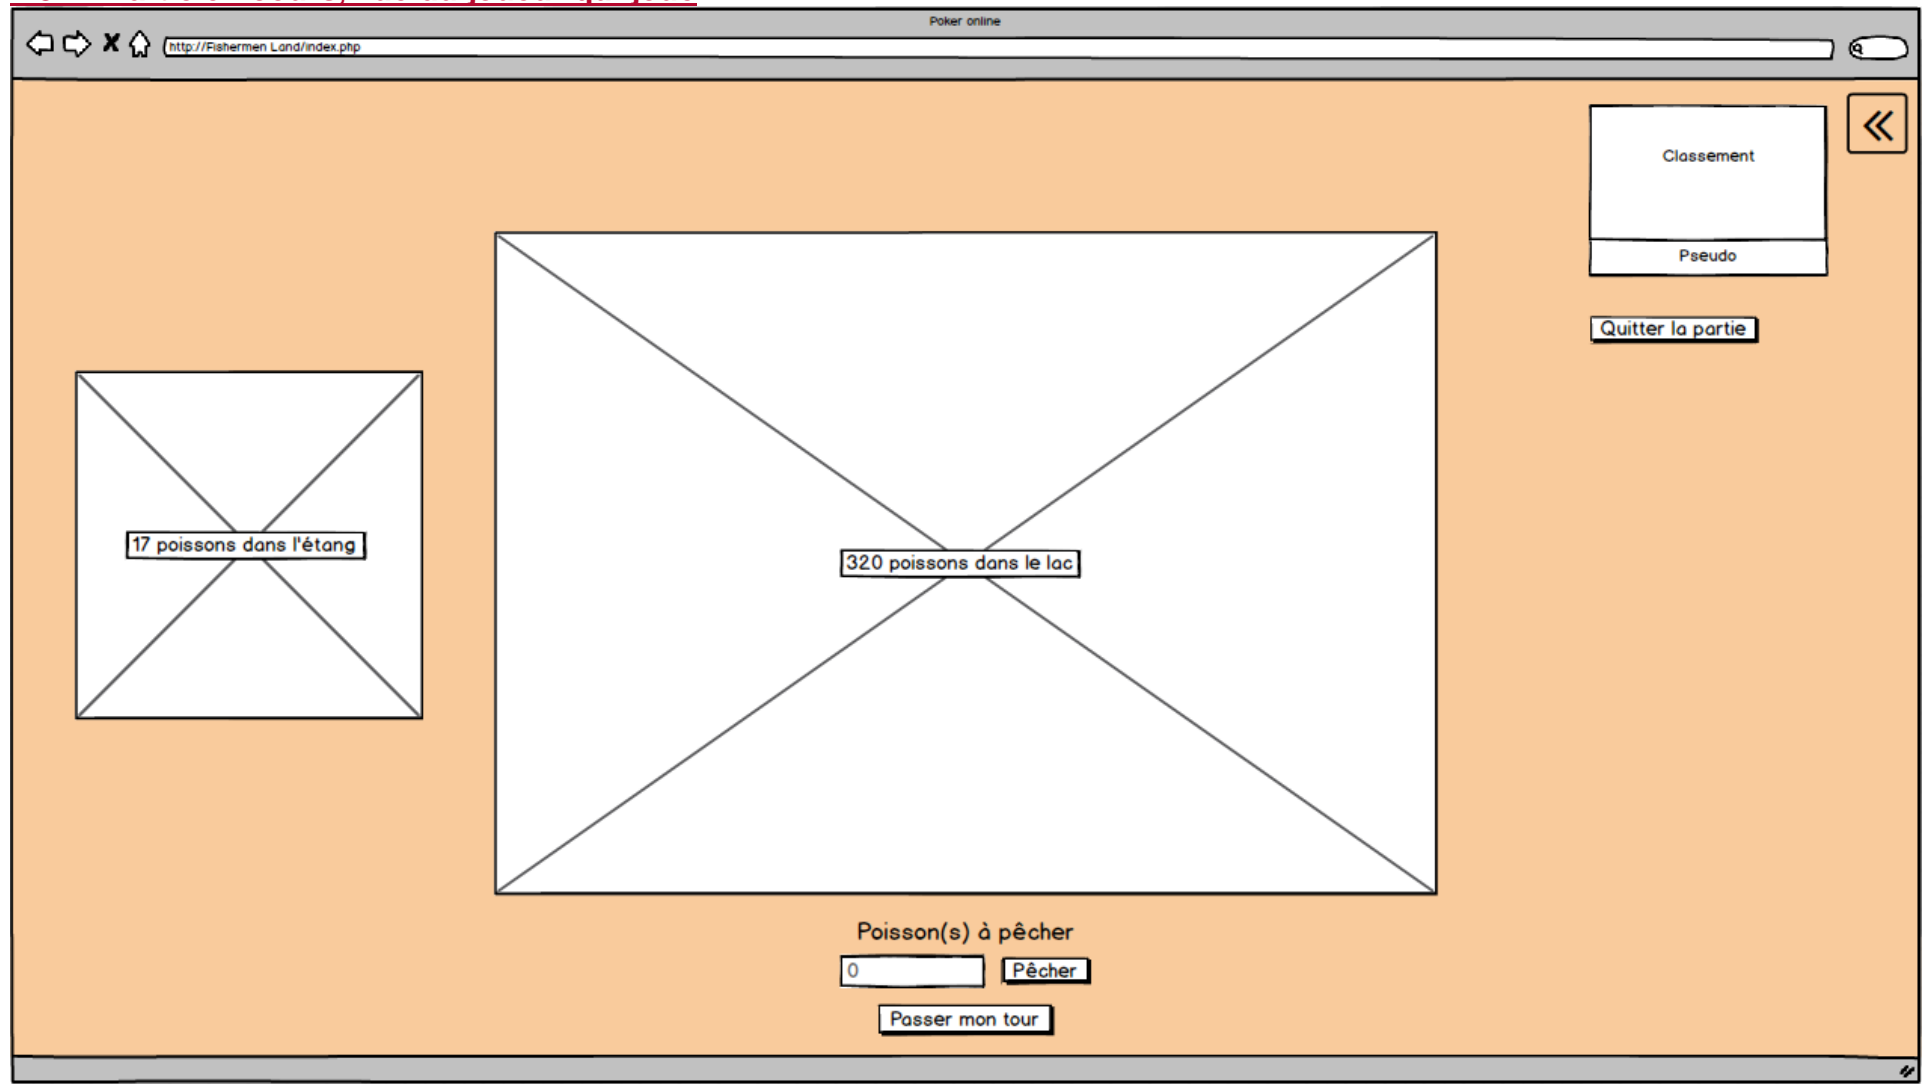 Poker online
http://Fishermen Land/index.php
Classement
Pseudo
Quitter la partie
17 poissons dans l'étang
320 poissons dans le lac
Poisson(s) à pêcher
0
Pêcher
Passer mon tour